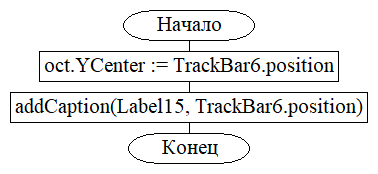 Начало
oct.YCenter := TrackBar6.position
addCaption(Label15, TrackBar6.position)
Конец